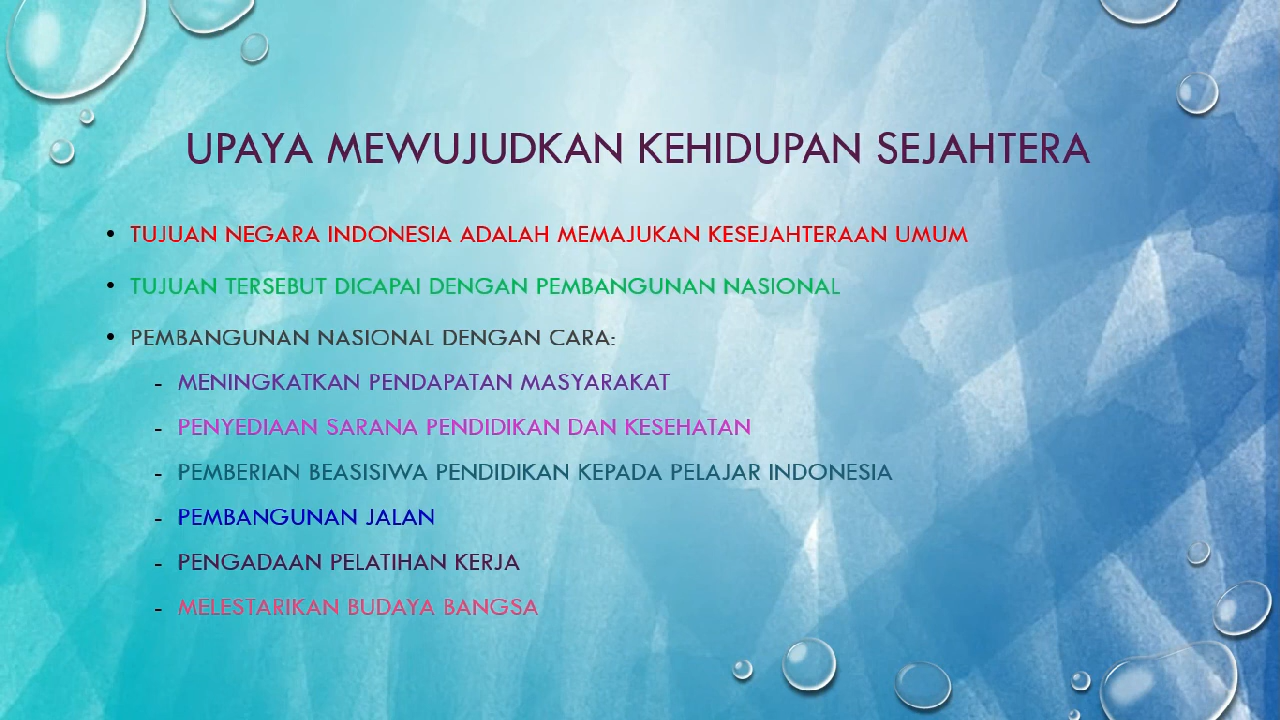 UPAYA MEWUJUDKAN KEHIDUPAN SEJAHTERA
• TUJUAN NEGARA INDONESIA ADALAH MEMAJUKAN KESEJAHTERAAN UMUM
• TUJUAN TERSEBUT DICAPAI DENGAN PEMBANGUNAN NASIONAL
• PEMBANGUNAN NASIONAL DENGAN CARA:
- MENINGKATKAN PENDAPATAN MASYARAKAT
- PENYEDIAAN SARANA PENDIDIKAN DAN KESEHATAN
- PEMBERIAN BEASISIWA PENDIDIKAN KEPADA PELAJAR INDONESIA
- PEMBANGUNAN JALAN
- PENGADAAN PELATIHAN KERJA
- MELESTARIKAN BUDAYA BANGSA